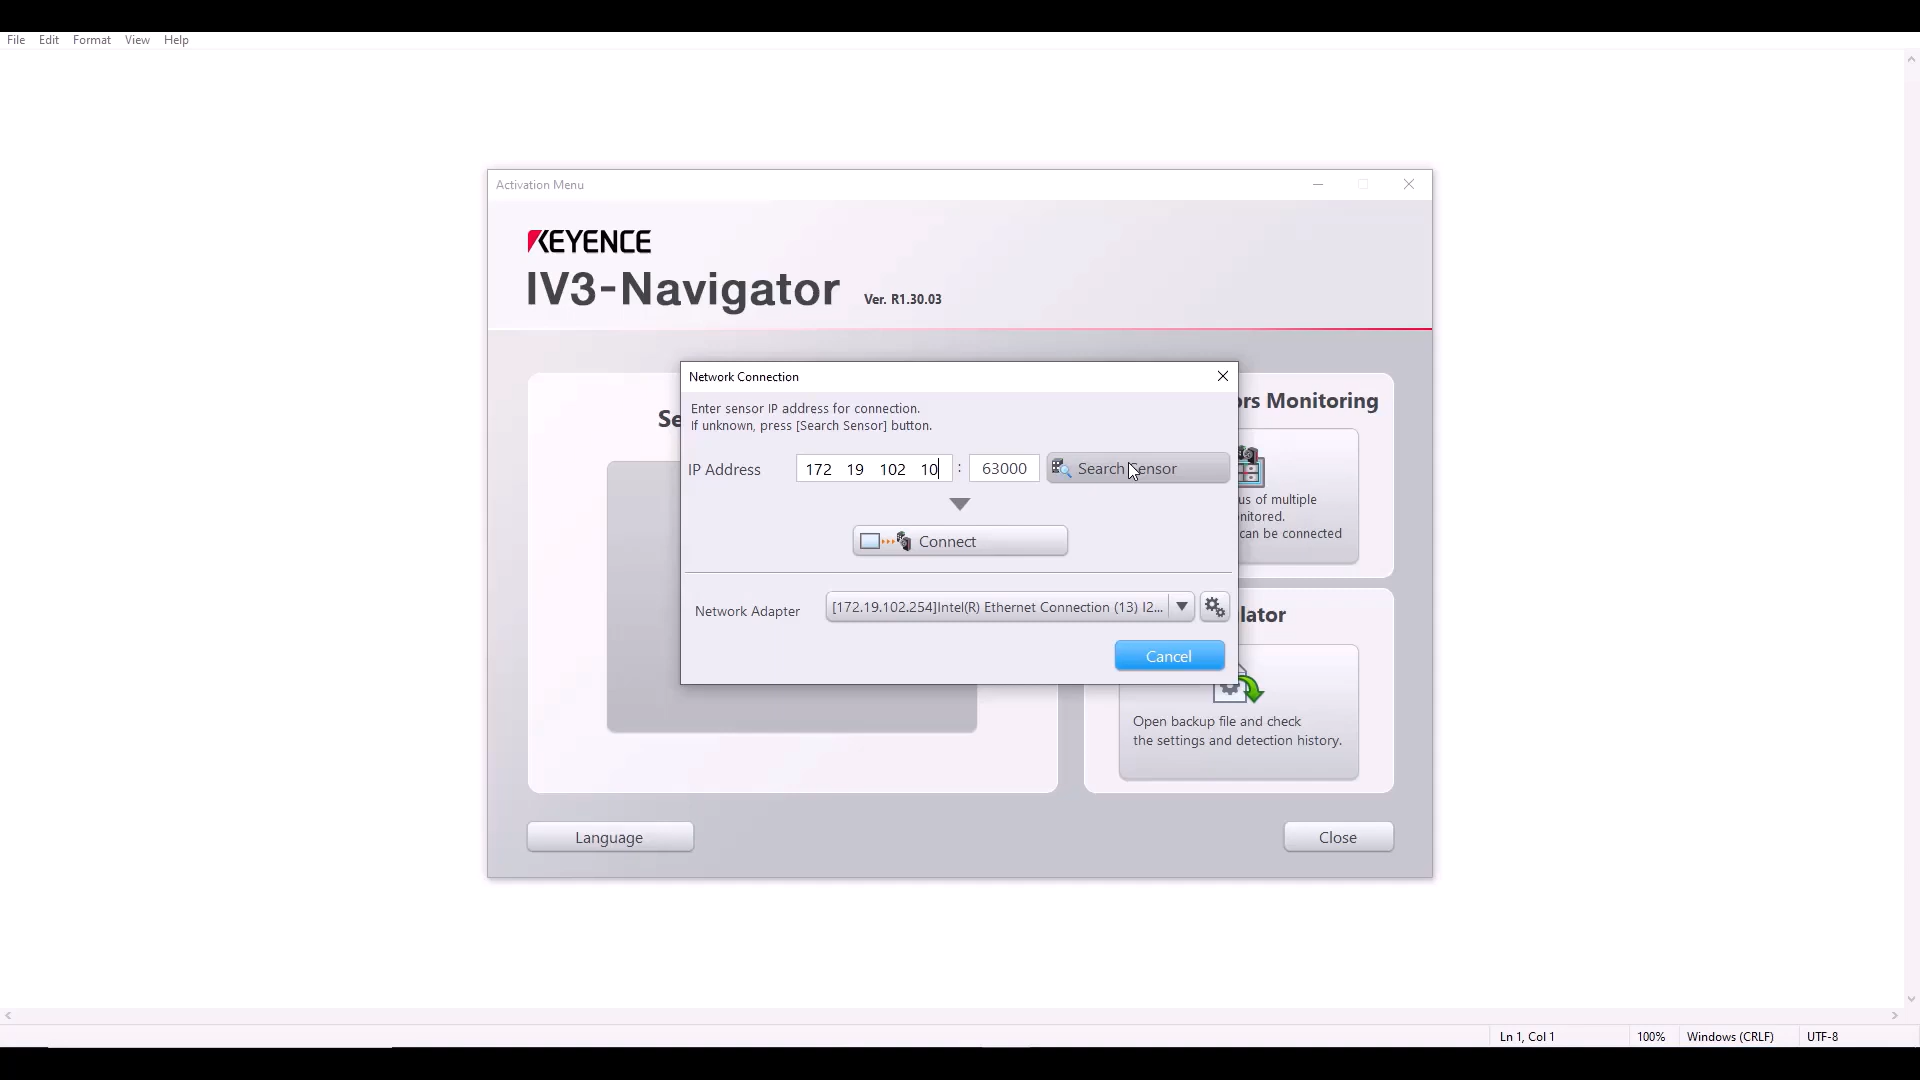 File Edit Format View Help
Activation Menu
KEYENCE
IV3-Navigator Ver. R1.30.03
Network Connection
Enter sensor IP address for connection.
If unknown, press [Search Sensor] button.
IP Address 172 19 102 10 : 63000 Search Sensor
Connect
Network Adapter [172.19.102.254]Intel(R) Ethernet Connection (13) I2...
Cancel
Se
ors Monitoring
us of multiple
nitored.
can be connected
lator
Open backup file and check
the settings and detection history.
Language
Close
Ln 1, Col 1 100% Windows (CRLF) UTF-8